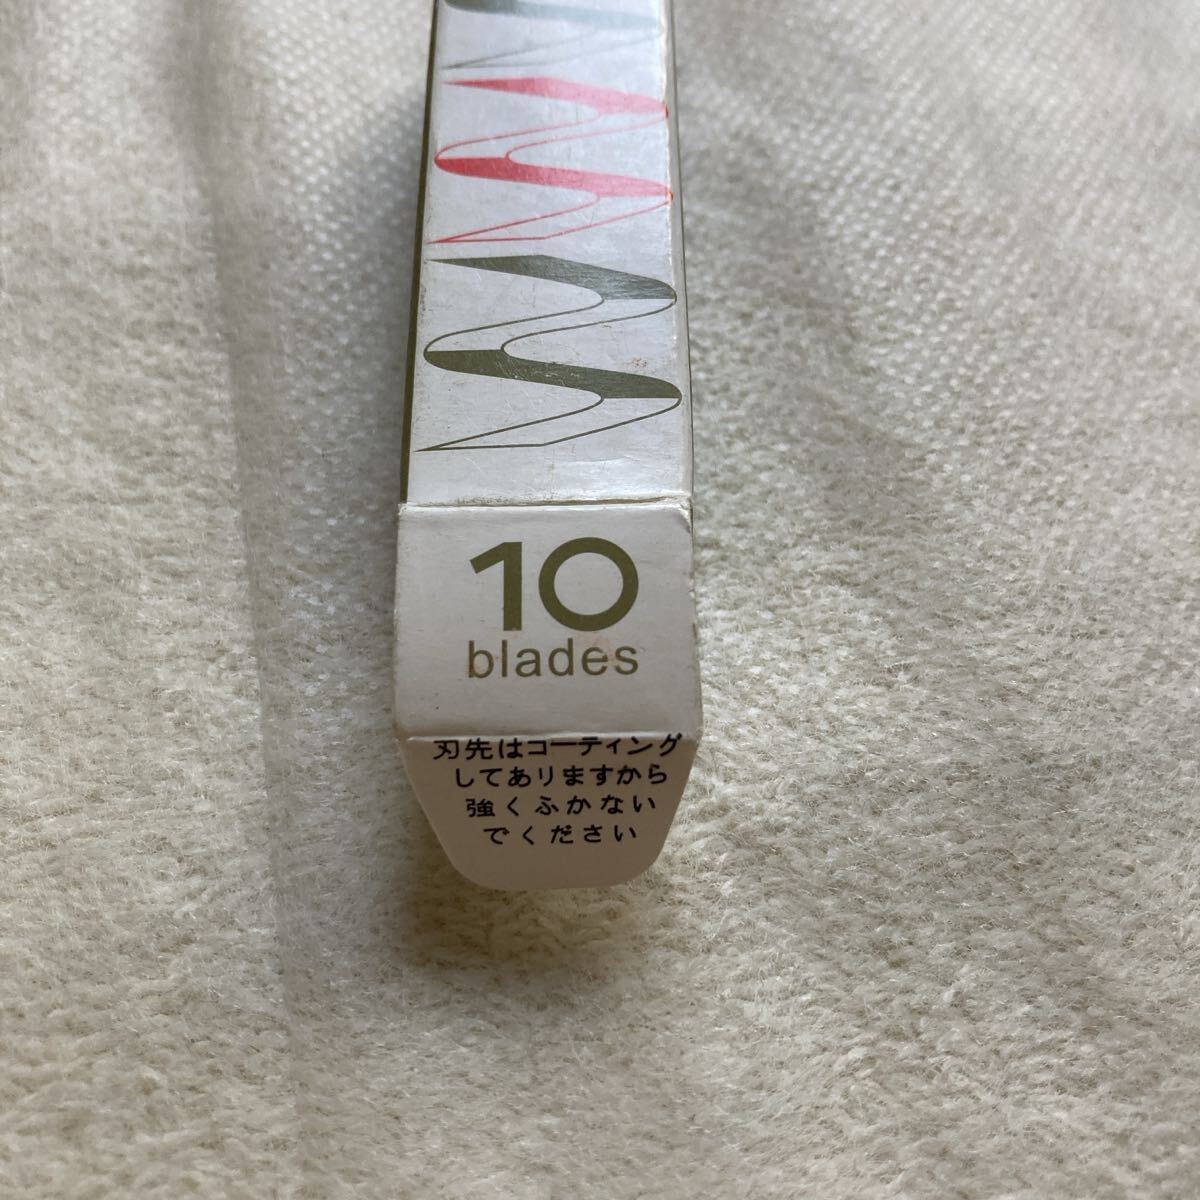 10
blades
刃先はコーティング
してありますから
強くふかない
でください